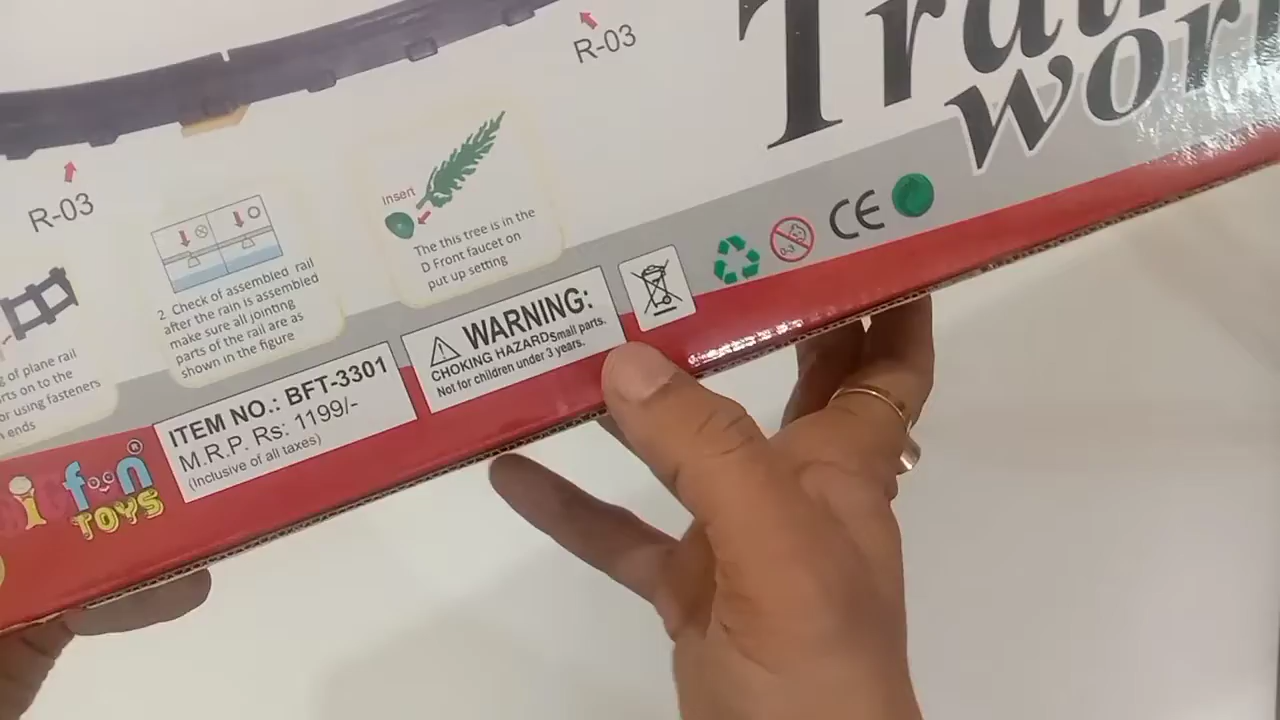 R-03
Train
R-03
Insert
The this tree is in the
D Front faucet on
put up setting
CE
2 Check of assembled rail
after the rain is assembled
make sure all jointing
parts of the rail are as
shown in the figure
of plane rail
on to the
using fasteners
ends
WARNING:
CHOKING HAZARD Small parts.
Not for children under 3 years.
0-3
ITEM NO.: BFT-3301
M.R.P. Rs: 1199/-
(Inclusive of all taxes)
fun®
TOYS